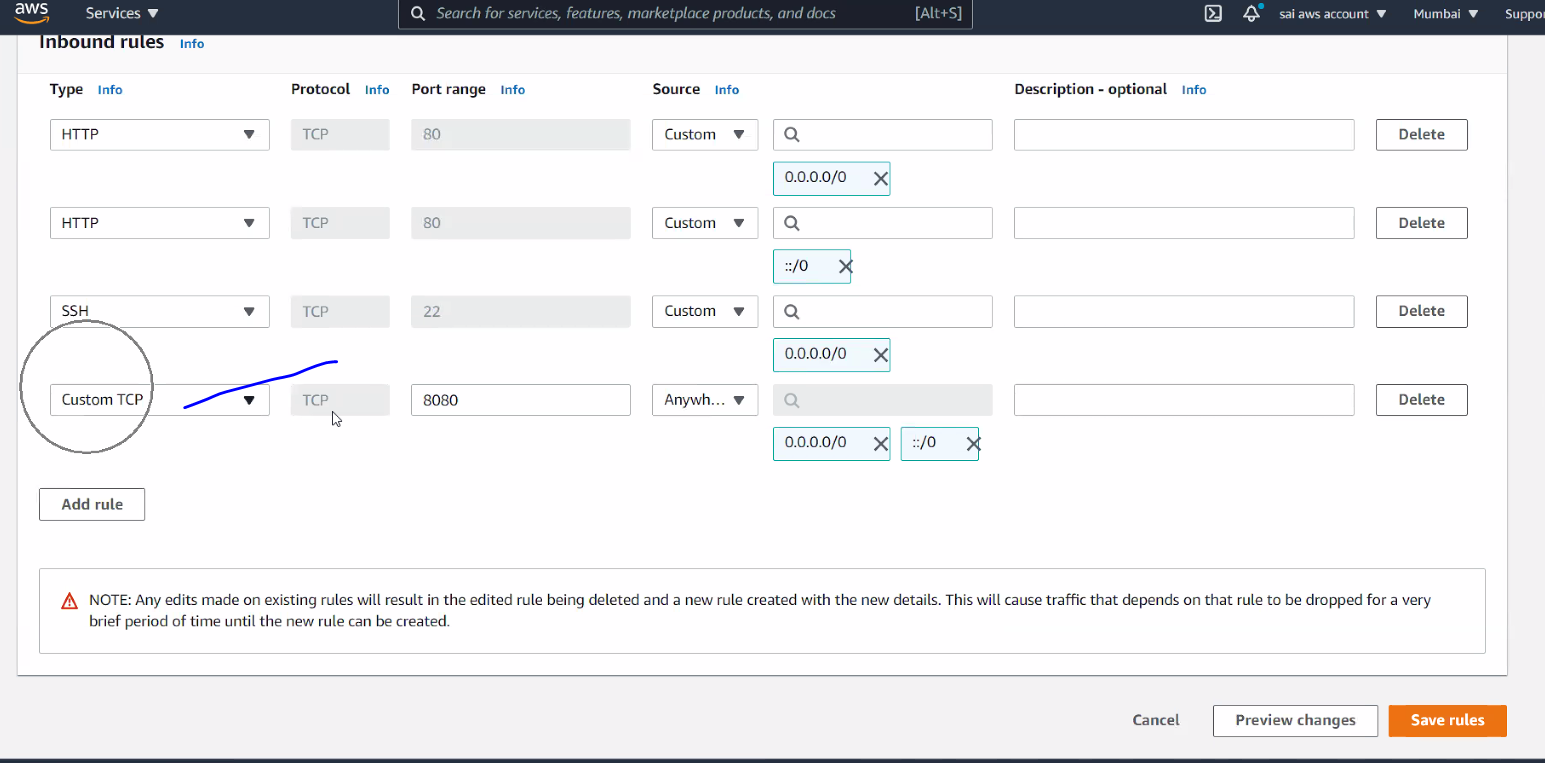 aws Services Search for services, features, marketplace products, and docs [Alt+S] sai aws account Mumbai Suppor
Inbound rules Info
Type Info Protocol Info Port range Info Source Info Description - optional Info
HTTP TCP 80 Custom Delete
0.0.0.0/0
HTTP TCP 80 Custom Delete
::/0
SSH TCP 22 Custom Delete
0.0.0.0/0
Custom TCP TCP 8080 Anywh... Delete
0.0.0.0/0 ::/0
Add rule
NOTE: Any edits made on existing rules will result in the edited rule being deleted and a new rule created with the new details. This will cause traffic that depends on that rule to be dropped for a very
brief period of time until the new rule can be created.
Cancel Preview changes Save rules